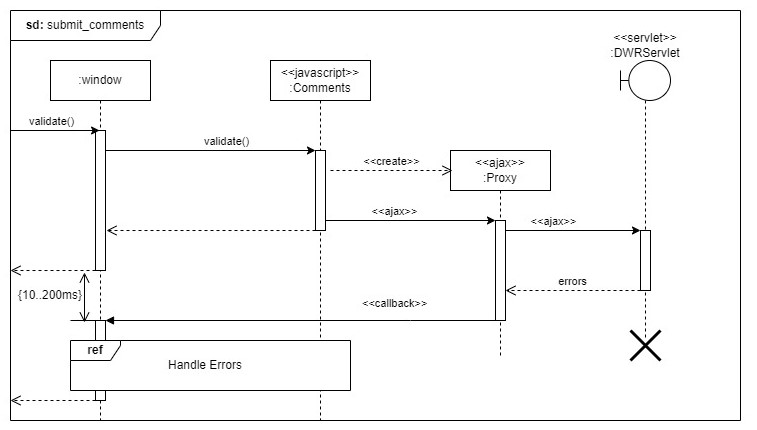 sd: submit_comments
<<servlet>>
:DWRServlet
:window
<<javascript>>
:Comments
validate()
validate()
<<create>>
<<ajax>>
:Proxy
<<ajax>>
<<ajax>>
errors
{10..200ms}
<<callback>>
ref
Handle Errors